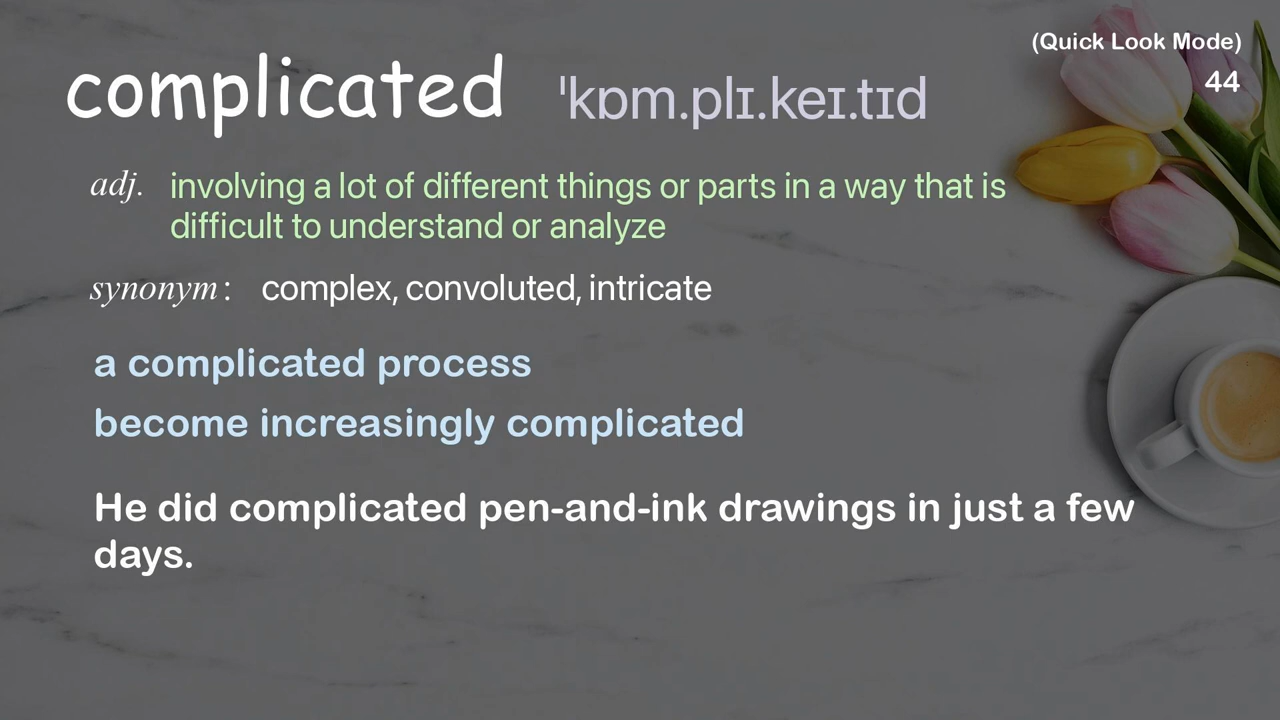 (Quick Look Mode)
complicated ˈkɒm.plɪ.keɪ.tɪd
44
adj. involving a lot of different things or parts in a way that is
difficult to understand or analyze
synonym: complex, convoluted, intricate
a complicated process
become increasingly complicated
He did complicated pen-and-ink drawings in just a few
days.